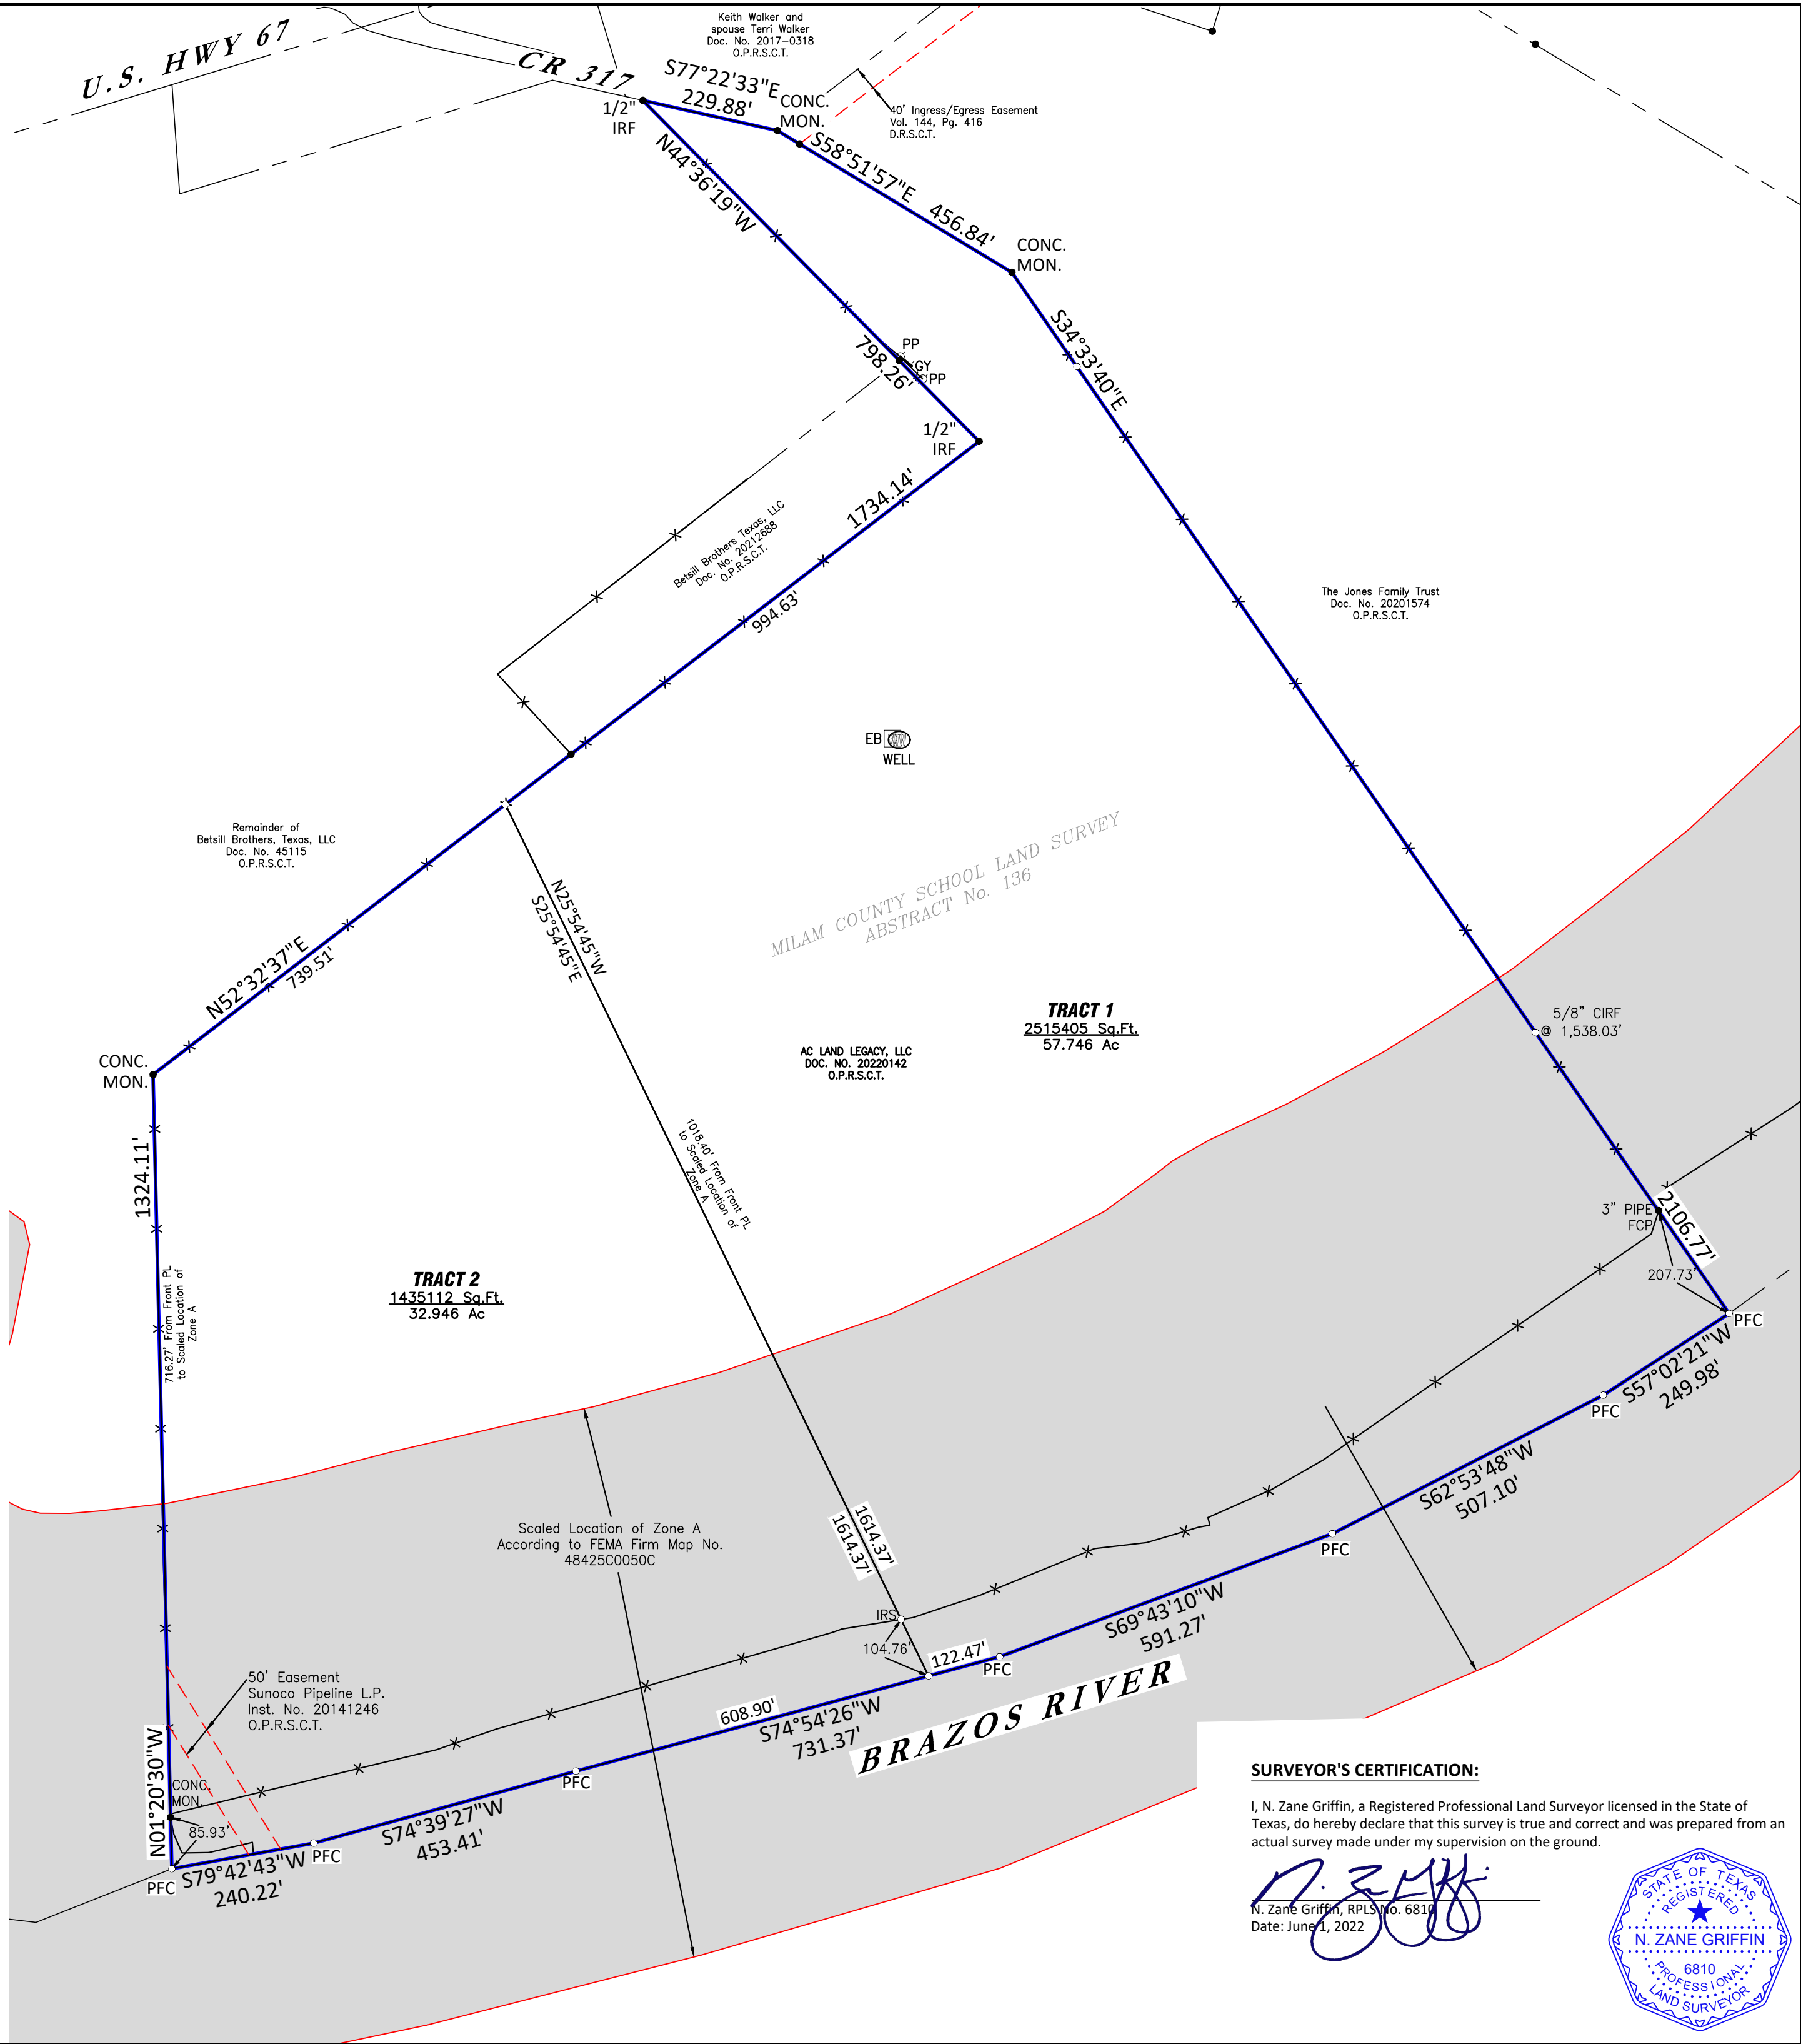 U.S. HWY 67
CR 317
Keith Walker and
spouse Terri Walker
Doc. No. 2017-0318
O.P.R.S.C.T.
S77°22'33"E
229.88'
CONC.
MON.
1/2"
IRF
40' Ingress/Egress Easement
Vol. 144, Pg. 416
D.R.S.C.T.
S58°51'57"E 456.84'
N44°36'19"W
798.26'
CONC.
MON.
S34°33'40"E
PP
GY
PP
1/2"
IRF
1734.14'
Betsill Brothers Texas, LLC
Doc. No. 20212688
O.P.R.S.C.T.
994.63'
The Jones Family Trust
Doc. No. 20201574
O.P.R.S.C.T.
EB
WELL
Remainder of
Betsill Brothers, Texas, LLC
Doc. No. 45115
O.P.R.S.C.T.
MILAM COUNTY SCHOOL LAND SURVEY
ABSTRACT No. 136
N25°54'45"W
S25°54'45"E
N52°32'37"E
739.51'
TRACT 1
2515405 Sq.Ft.
57.746 Ac
5/8" CIRF
@ 1,538.03'
AC LAND LEGACY, LLC
DOC. NO. 20220142
O.P.R.S.C.T.
CONC.
MON.
1324.11'
1018.40' From Front PL
to Scaled Location of
Zone A
3" PIPE
FCP
2106.77'
207.73'
PFC
716.27' From Front PL
to Scaled Location of
Zone A
TRACT 2
1435112 Sq.Ft.
32.946 Ac
S57°02'21"W
249.98'
PFC
S62°53'48"W
507.10'
PFC
Scaled Location of Zone A
According to FEMA Firm Map No.
48425C0050C
1614.37'
1614.37'
IRS
104.76'
122.47'
PFC
S69°43'10"W
591.27'
BRAZOS RIVER
50' Easement
Sunoco Pipeline L.P.
Inst. No. 20141246
O.P.R.S.C.T.
608.90'
S74°54'26"W
731.37'
PFC
N01°20'30"W
CONC.
MON.
85.93'
S74°39'27"W
453.41'
PFC
S79°42'43"W
240.22'
PFC
SURVEYOR'S CERTIFICATION:
I, N. Zane Griffin, a Registered Professional Land Surveyor licensed in the State of
Texas, do hereby declare that this survey is true and correct and was prepared from an
actual survey made under my supervision on the ground.
N. Zane Griffin, RPLS No. 6810
Date: June 1, 2022
STATE OF TEXAS
REGISTERED
N. ZANE GRIFFIN
6810
PROFESSIONAL
LAND SURVEYOR